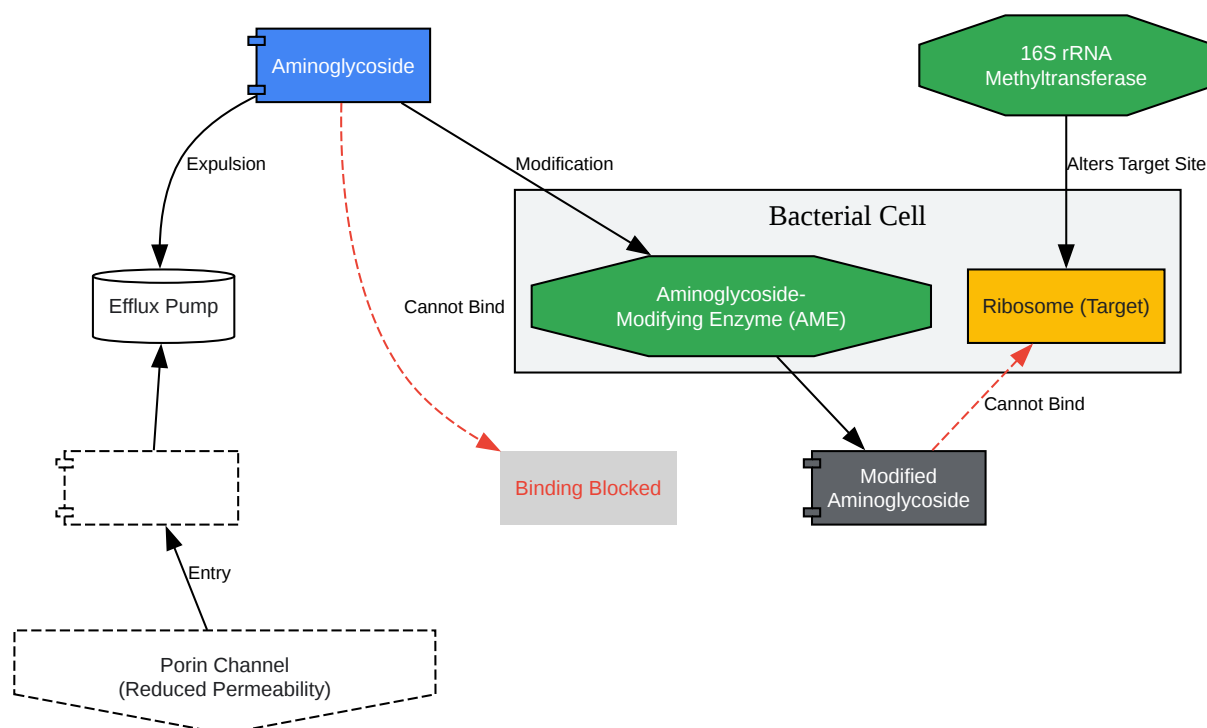 Aminoglycoside
16S rRNA
Methyltransferase
Expulsion
Modification
Alters Target Site
Bacterial Cell
Efflux Pump
Cannot Bind
Aminoglycoside-
Modifying Enzyme (AME)
Ribosome (Target)
Cannot Bind
Binding Blocked
Modified
Aminoglycoside
Entry
Porin Channel
(Reduced Permeability)